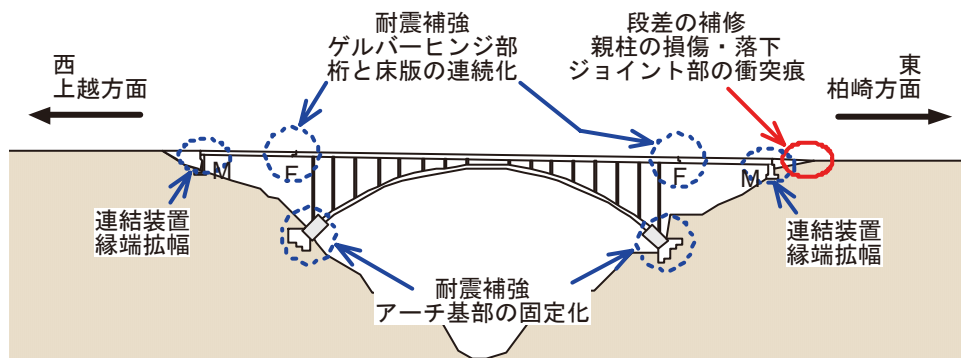 耐震補強
ゲルバーヒンジ部
桁と床版の連続化
段差の補修
親柱の損傷・落下
ジョイント部の衝突痕
西
上越方面
東
柏崎方面
M
F
F
M
連結装置
縁端拡幅
連結装置
縁端拡幅
耐震補強
アーチ基部の固定化